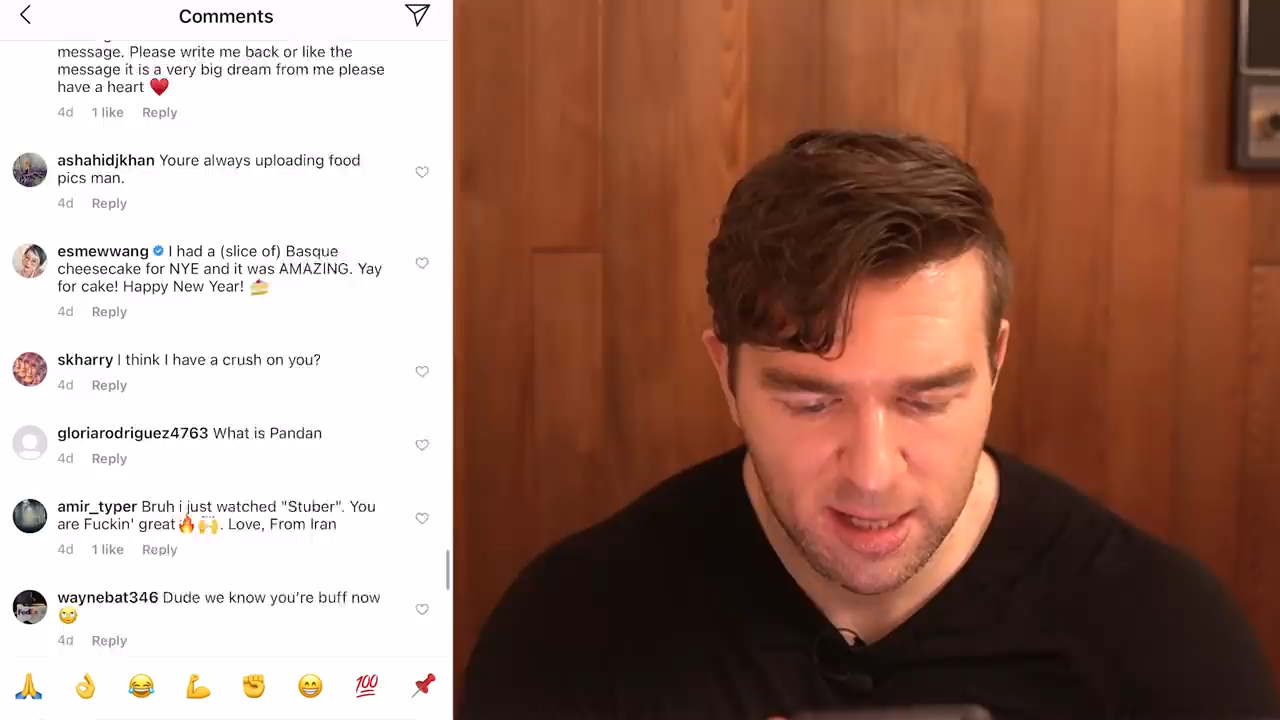 Comments
message. Please write me back or like the
message it is a very big dream from me please
have a heart ♥️
4d 1 like Reply
ashahidjkhan Youre always uploading food
pics man.
4d Reply
esmewwang I had a (slice of) Basque
cheesecake for NYE and it was AMAZING. Yay
for cake! Happy New Year! 🍰
4d Reply
skharry I think I have a crush on you?
4d Reply
gloriarodriguez4763 What is Pandan
4d Reply
amir_typer Bruh i just watched "Stuber". You
are Fuckin' great 🔥🙌. Love, From Iran
4d 1 like Reply
waynebat346 Dude we know you're buff now
🙄
FedEx
4d Reply
🙏 👌 😂 💪 ✊ 😁 💯 📌